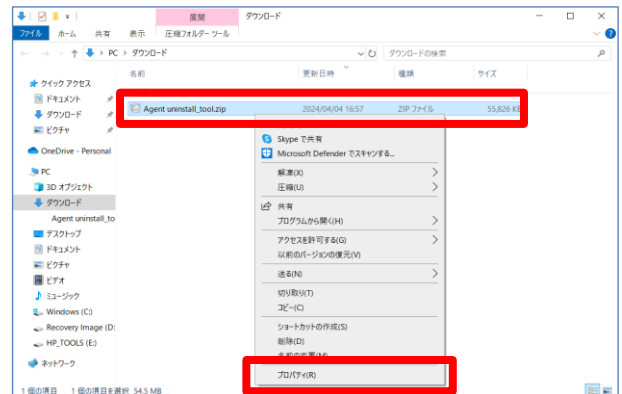 展開
ダウンロード
ファイル ホーム 共有 表示 圧縮フォルダー ツール
PC > ダウンロード
ダウンロードの検索
名前 更新日時 種類 サイズ
クイック アクセス
ドキュメント
ダウンロード
ピクチャ
OneDrive - Personal
PC
3D オブジェクト
ダウンロード
Agent uninstall_to
デスクトップ
ドキュメント
ピクチャ
ビデオ
ミュージック
Windows (C:)
Recovery Image (D:
HP_TOOLS (E:)
ネットワーク
Agent uninstall_tool.zip 2024/04/04 16:57 ZIP ファイル 55,826 KB
Skype で共有
Microsoft Defender でスキャンする...
解凍(X)
圧縮(U)
共有
プログラムから開く(H)
アクセスを許可する(G)
以前のバージョンの復元(V)
送る(N)
切り取り(T)
コピー(C)
ショートカットの作成(S)
削除(D)
名前の変更(M)
プロパティ(R)
1 個の項目 1 個の項目を選択 54.5 MB